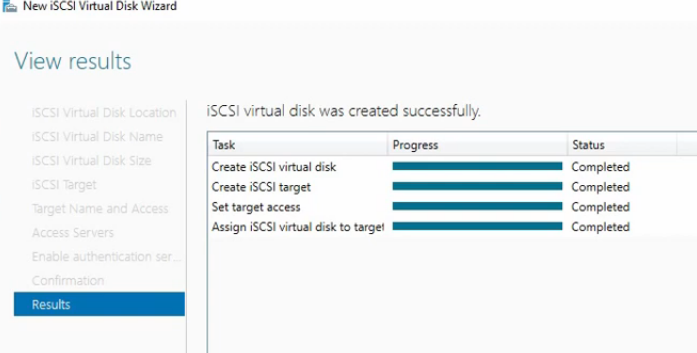 New iSCSI Virtual Disk Wizard
View results
iSCSI Virtual Disk Location
iSCSI Virtual Disk Name
iSCSI Virtual Disk Size
iSCSI Target
Target Name and Access
Access Servers
Enable authentication ser...
Confirmation
Results
iSCSI virtual disk was created successfully.
Task Progress Status
Create iSCSI virtual disk Completed
Create iSCSI target Completed
Set target access Completed
Assign iSCSI virtual disk to target Completed